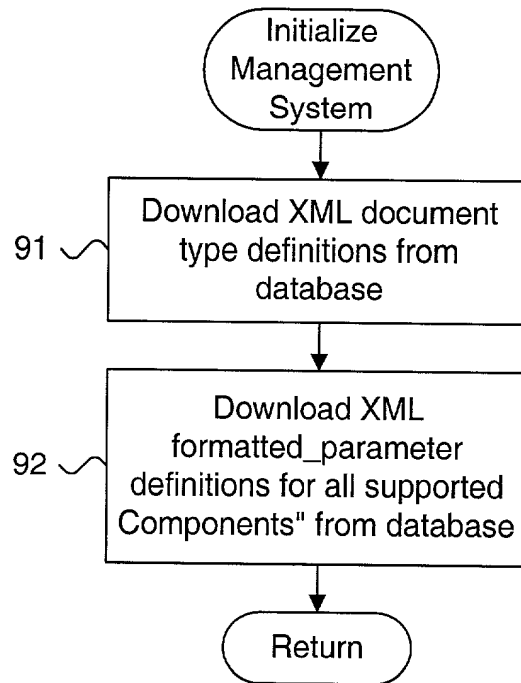 Initialize
Management
System
91
Download XML document
type definitions from
database
92
Download XML
formatted_parameter
definitions for all supported
Components" from database
Return